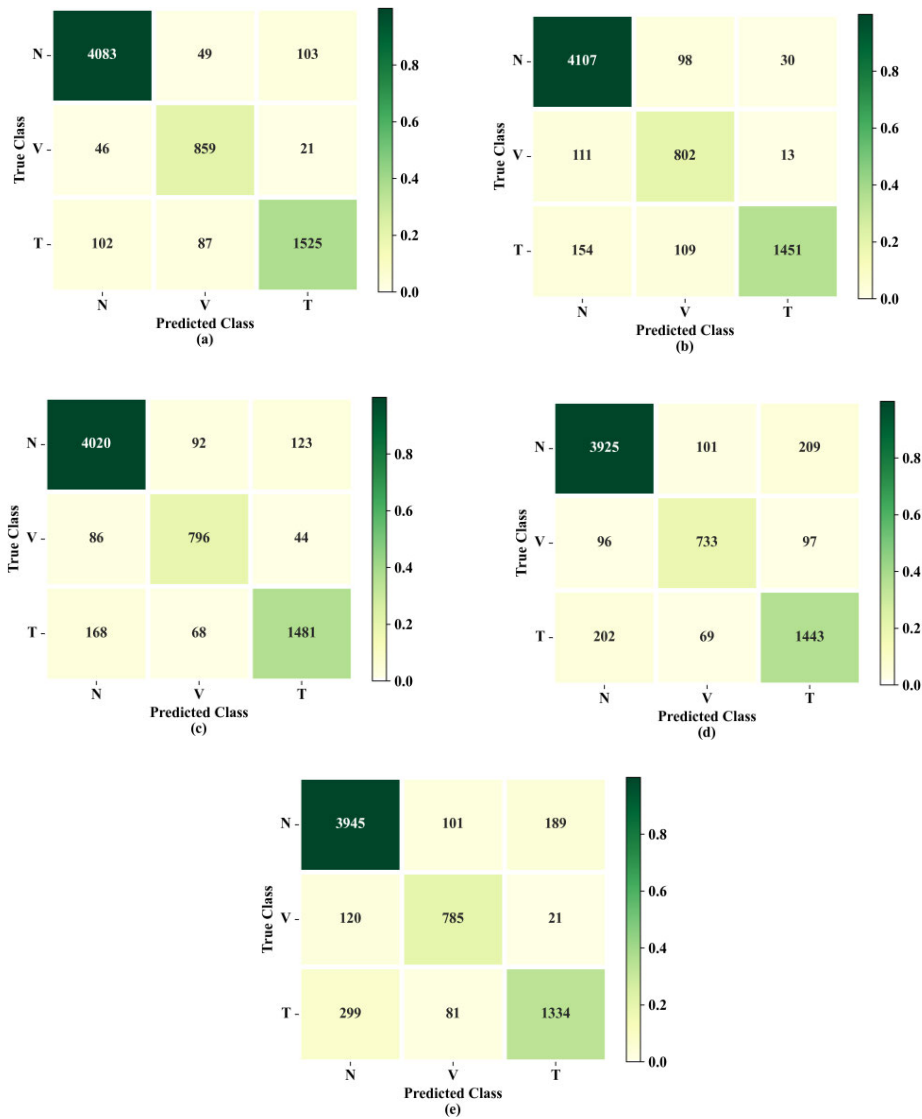 N 4083 49 103
V 46 859 21
T 102 87 1525
N V T
True Class
Predicted Class
(a)
0.8
0.6
0.4
0.2
0.0
N 4107 98 30
V 111 802 13
T 154 109 1451
N V T
True Class
Predicted Class
(b)
0.8
0.6
0.4
0.2
0.0
N 4020 92 123
V 86 796 44
T 168 68 1481
N V T
True Class
Predicted Class
(c)
0.8
0.6
0.4
0.2
0.0
N 3925 101 209
V 96 733 97
T 202 69 1443
N V T
True Class
Predicted Class
(d)
0.8
0.6
0.4
0.2
0.0
N 3945 101 189
V 120 785 21
T 299 81 1334
N V T
True Class
Predicted Class
(e)
0.8
0.6
0.4
0.2
0.0